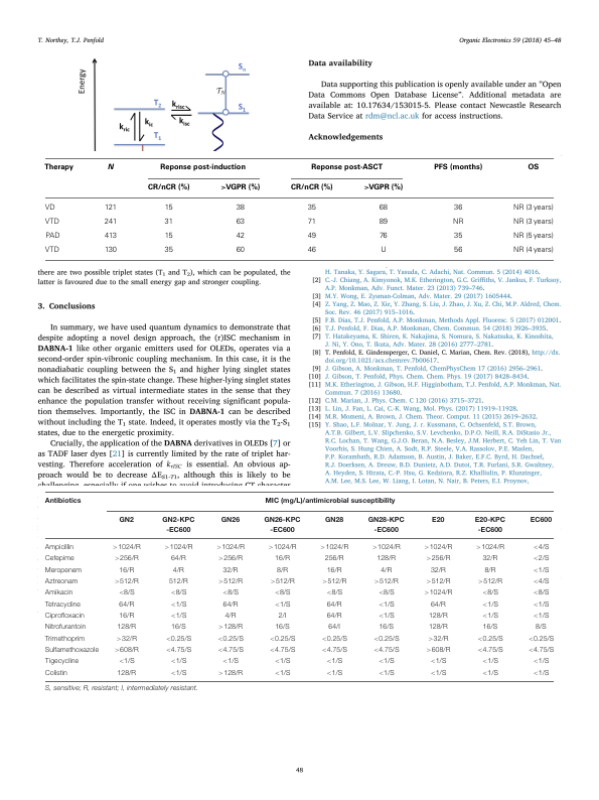 T. Northey, T.J. Penfold
Organic Electronics 59 (2018) 45–48
Energy
Sn
TS
T2
krISC
S1
kric
kic
kisc
T1
Data availability
Data supporting this publication is openly available under an "Open
Data Commons Open Database License". Additional metadata are
available at: 10.17634/153015-5. Please contact Newcastle Research
Data Service at rdm@ncl.ac.uk for access instructions.
Acknowledgements
Therapy N Reponse post-induction Reponse post-ASCT PFS (months) OS
CR/nCR (%) >VGPR (%) CR/nCR (%) >VGPR (%)
VD 121 15 38 35 68 36 NR (3 years)
VTD 241 31 63 71 89 NR NR (3 years)
PAD 413 15 42 49 76 35 NR (5 years)
VTD 130 35 60 46 U 56 NR (4 years)
there are two possible triplet states (T1 and T2), which can be populated, the
latter is favoured due to the small energy gap and stronger coupling.
3. Conclusions
In summary, we have used quantum dynamics to demonstrate that
despite adopting a novel design approach, the (r)ISC mechanism in
DABNA-1 like other organic emitters used for OLEDs, operates via a
second-order spin-vibronic coupling mechanism. In this case, it is the
nonadiabatic coupling between the S1 and higher lying singlet states
which facilitates the spin-state change. These higher-lying singlet states
can be described as virtual intermediate states in the sense that they
enhance the population transfer without receiving significant popula-
tion themselves. Importantly, the ISC in DABNA-1 can be described
without including the T1 state. Indeed, it operates mostly via the T2-S1
states, due to the energetic proximity.
Crucially, the application of the DABNA derivatives in OLEDs [7] or
as TADF laser dyes [21] is currently limited by the rate of triplet har-
vesting. Therefore acceleration of krISC is essential. An obvious ap-
proach would be to decrease ΔES1-T1, although this is likely to be
challenging, especially if one wishes to avoid introducing CT character
H. Tanaka, Y. Sagara, T. Yasuda, C. Adachi, Nat. Commun. 5 (2014) 4016.
[2] C.-J. Chiang, A. Kimyonok, M.K. Etherington, G.C. Griffiths, V. Jankus, F. Turksoy,
A.P. Monkman, Adv. Funct. Mater. 23 (2013) 739–746.
[3] M.Y. Wong, E. Zysman-Colman, Adv. Mater. 29 (2017) 1605444.
[4] Z. Yang, Z. Mao, Z. Xie, Y. Zhang, S. Liu, J. Zhao, J. Xu, Z. Chi, M.P. Aldred, Chem.
Soc. Rev. 46 (2017) 915–1016.
[5] F.B. Dias, T.J. Penfold, A.P. Monkman, Methods Appl. Fluoresc. 5 (2017) 012001.
[6] T.J. Penfold, F. Dias, A.P. Monkman, Chem. Commun. 54 (2018) 3926–3935.
[7] T. Hatakeyama, K. Shiren, K. Nakajima, S. Nomura, S. Nakatsuka, K. Kinoshita,
J. Ni, Y. Ono, T. Ikuta, Adv. Mater. 28 (2016) 2777–2781.
[8] T. Penfold, E. Gindensperger, C. Daniel, C. Marian, Chem. Rev. (2018), http://dx.
doi.org/10.1021/acs.chemrev.7b00617.
[9] J. Gibson, A. Monkman, T. Penfold, ChemPhysChem 17 (2016) 2956–2961.
[10] J. Gibson, T. Penfold, Phys. Chem. Chem. Phys. 19 (2017) 8428–8434.
[11] M.K. Etherington, J. Gibson, H.F. Higginbotham, T.J. Penfold, A.P. Monkman, Nat.
Commun. 7 (2016) 13680.
[12] C.M. Marian, J. Phys. Chem. C 120 (2016) 3715–3721.
[13] L. Lin, J. Fan, L. Cai, C.-K. Wang, Mol. Phys. (2017) 11919–11928.
[14] M.R. Moment, A. Brown, J. Chem. Theor. Comput. 11 (2015) 2619–2632.
[15] Y. Shao, L.F. Molnar, Y. Jung, J. r. Kussmann, C. Ochsenfeld, S.T. Brown,
A.T.B. Gilbert, L.V. Slipchenko, S.V. Levchenko, D.P.O. Neill, R.A. DiStasio Jr.,
R.C. Lochan, T. Wang, G.J.O. Beran, N.A. Besley, J.M. Herbert, C. Yeh Lin, T. Van
Voorhis, S. Hung Chien, A. Sodt, R.P. Steele, V.A. Rassolov, P.E. Maslen,
P.P. Korambath, R.D. Adamson, B. Austin, J. Baker, E.F.C. Byrd, H. Dachsel,
R.J. Doerksen, A. Dreuw, B.D. Dunietz, A.D. Dutoi, T.R. Furlani, S.R. Gwaltney,
A. Heyden, S. Hirata, C.-P. Hsu, G. Kedziora, R.Z. Khalliulin, P. Klunzinger,
A.M. Lee, M.S. Lee, W. Liang, I. Lotan, N. Nair, B. Peters, E.I. Proynov,
Antibiotics MIC (mg/L)/antimicrobial susceptibility
GN2 GN2-KPC GN26 GN26-KPC GN28 GN28-KPC E20 E20-KPC EC600
-EC600 -EC600 -EC600 -EC600
Ampicillin >1024/R >1024/R >1024/R >1024/R >1024/R >1024/R >1024/R >1024/R <4/S
Cefepime >256/R 64/R >256/R 16/R 256/R 128/R >256/R 32/R <2/S
Meropenem 16/R 4/R 32/R 8/R 16/R 4/R 32/R 8/R <1/S
Aztreonam >512/R 512/R >512/R >512/R >512/R >512/R >512/R >512/R <4/S
Amikacin <8/S <8/S <8/S <8/S <8/S <8/S >1024/R <8/S <8/S
Tetracycline 64/R <1/S 64/R <1/S 64/R <1/S 64/R <1/S <1/S
Ciprofloxacin 16/R <1/S 4/R 2/I 64/R <1/S 128/R <1/S <1/S
Nitrofurantoin 128/R 16/S >128/R 16/S 64/I 16/S 128/R 16/S 8/S
Trimethoprim >32/R <0.25/S <0.25/S <0.25/S <0.25/S <0.25/S >32/R <0.25/S <0.25/S
Sulfamethoxazole >608/R <4.75/S <4.75/S <4.75/S <4.75/S <4.75/S >608/R <4.75/S <4.75/S
Tigecycline <1/S <1/S <1/S <1/S <1/S <1/S <1/S <1/S <1/S
Colistin 128/R <1/S >128/R <1/S <1/S <1/S <1/S <1/S <1/S
S, sensitive; R, resistant; I, intermediately resistant.
48